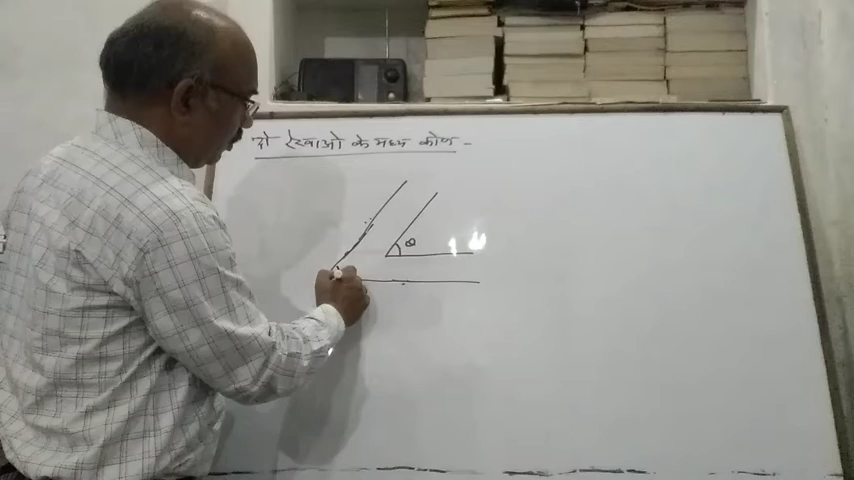 दो रेखाओ के मध्य कोण -
θ